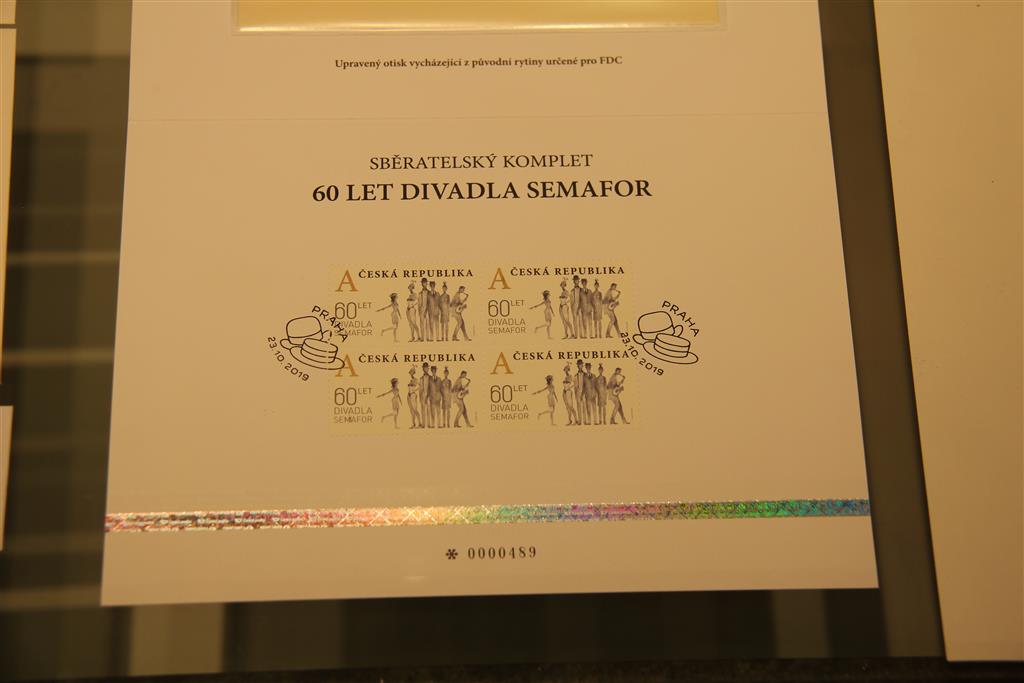 Upravený otisk vycházející z původní rytiny určené pro FDC
SBĚRATELSKÝ KOMPLET
60 LET DIVADLA SEMAFOR
A ČESKÁ REPUBLIKA
60 LET
DIVADLA
SEMAFOR
A ČESKÁ REPUBLIKA
60 LET
DIVADLA
SEMAFOR
PRAHA
23.10.2019
PRAHA
23.10.2019
A ČESKÁ REPUBLIKA
60 LET
DIVADLA
SEMAFOR
A ČESKÁ REPUBLIKA
60 LET
DIVADLA
SEMAFOR
* 0000489